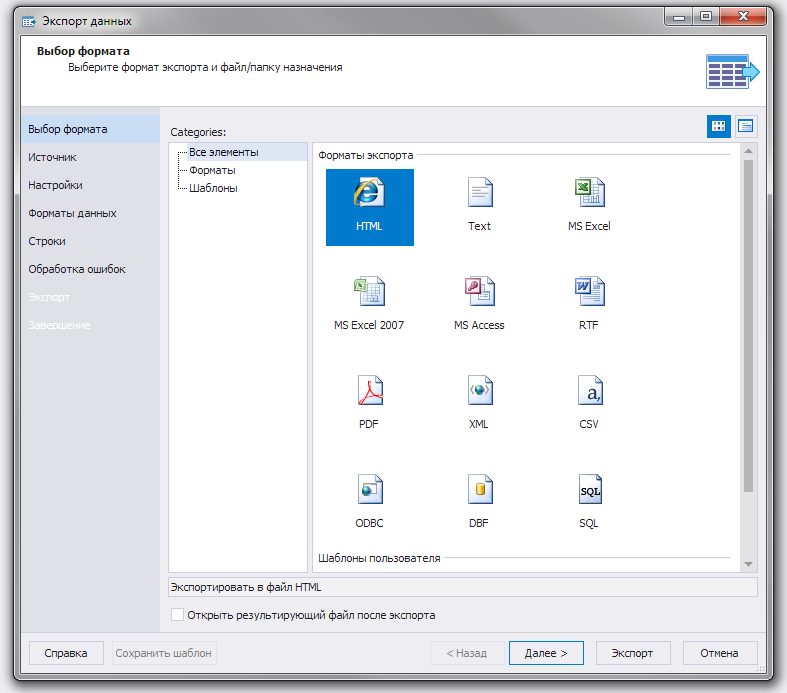 Экспорт данных
Выбор формата
Выберите формат экспорта и файл/папку назначения
Выбор формата
Источник
Настройки
Форматы данных
Строки
Обработка ошибок
Экспорт
Завершение
Categories:
Все элементы
Форматы
Шаблоны
Форматы экспорта
HTML
Text
MS Excel
MS Excel 2007
MS Access
RTF
PDF
XML
a,
CSV
ODBC
DBF
SQL
SQL
Шаблоны пользователя
Экспортировать в файл HTML
Открыть результирующий файл после экспорта
Справка
Сохранить шаблон
< Назад
Далее >
Экспорт
Отмена